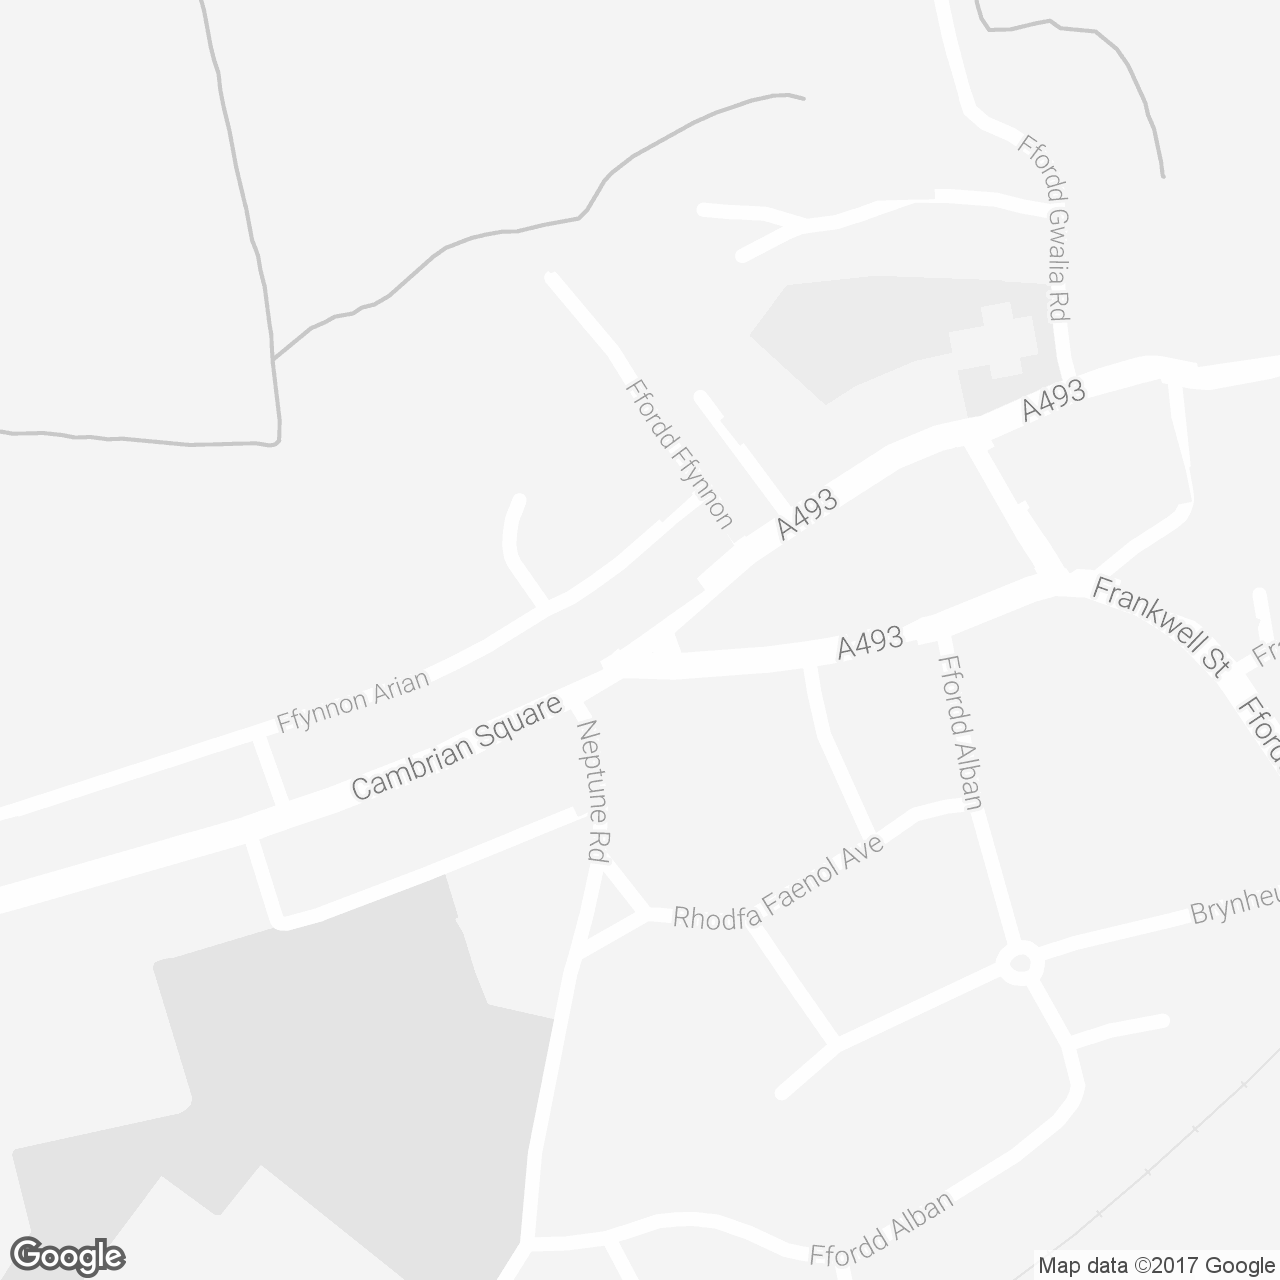 Ffordd Gwalia Rd
A493
Ffordd Ffynnon
A493
Frankwell St
A493
Ffordd Alban
Ffynnon Arian
Cambrian Square
Neptune Rd
Rhodfa Faenol Ave
Ffordd Alban
Google
Map data ©2017 Google